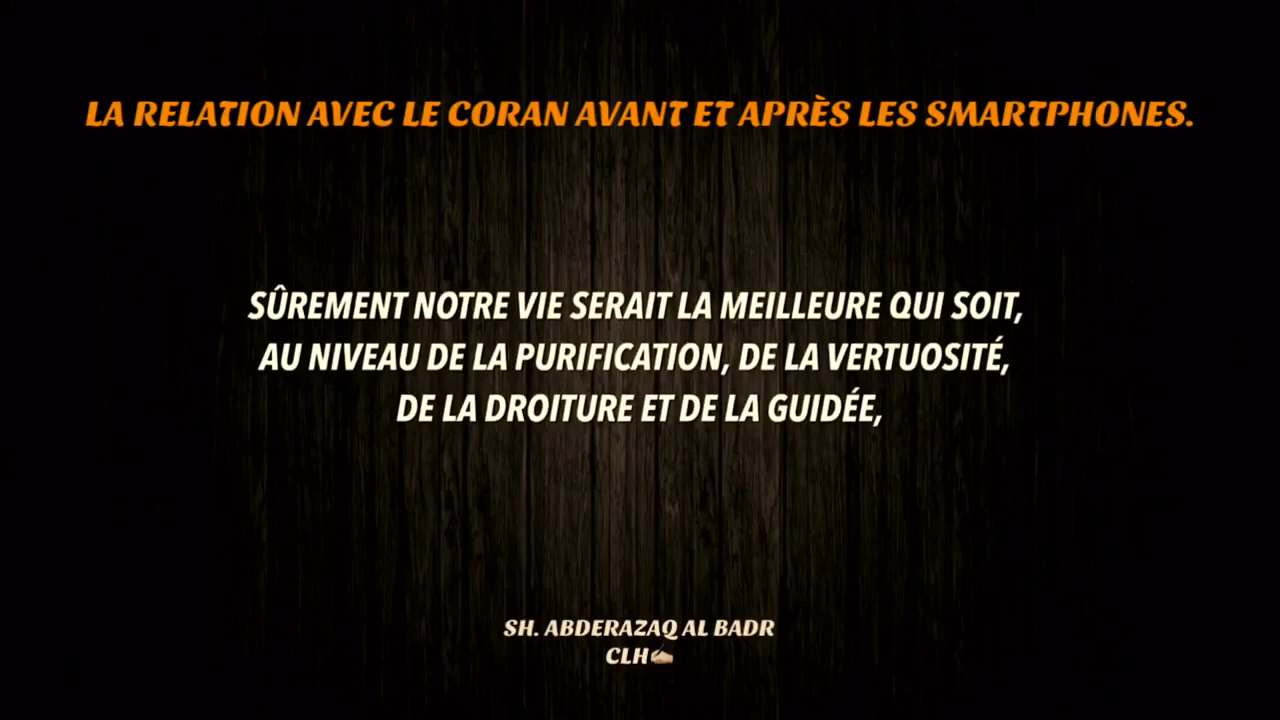 LA RELATION AVEC LE CORAN AVANT ET APRÈS LES SMARTPHONES.
SÛREMENT NOTRE VIE SERAIT LA MEILLEURE QUI SOIT,
AU NIVEAU DE LA PURIFICATION, DE LA VERTUOSITÉ,
DE LA DROITURE ET DE LA GUIDÉE,
SH. ABDERAZAQ AL BADR
CLH✍🏼